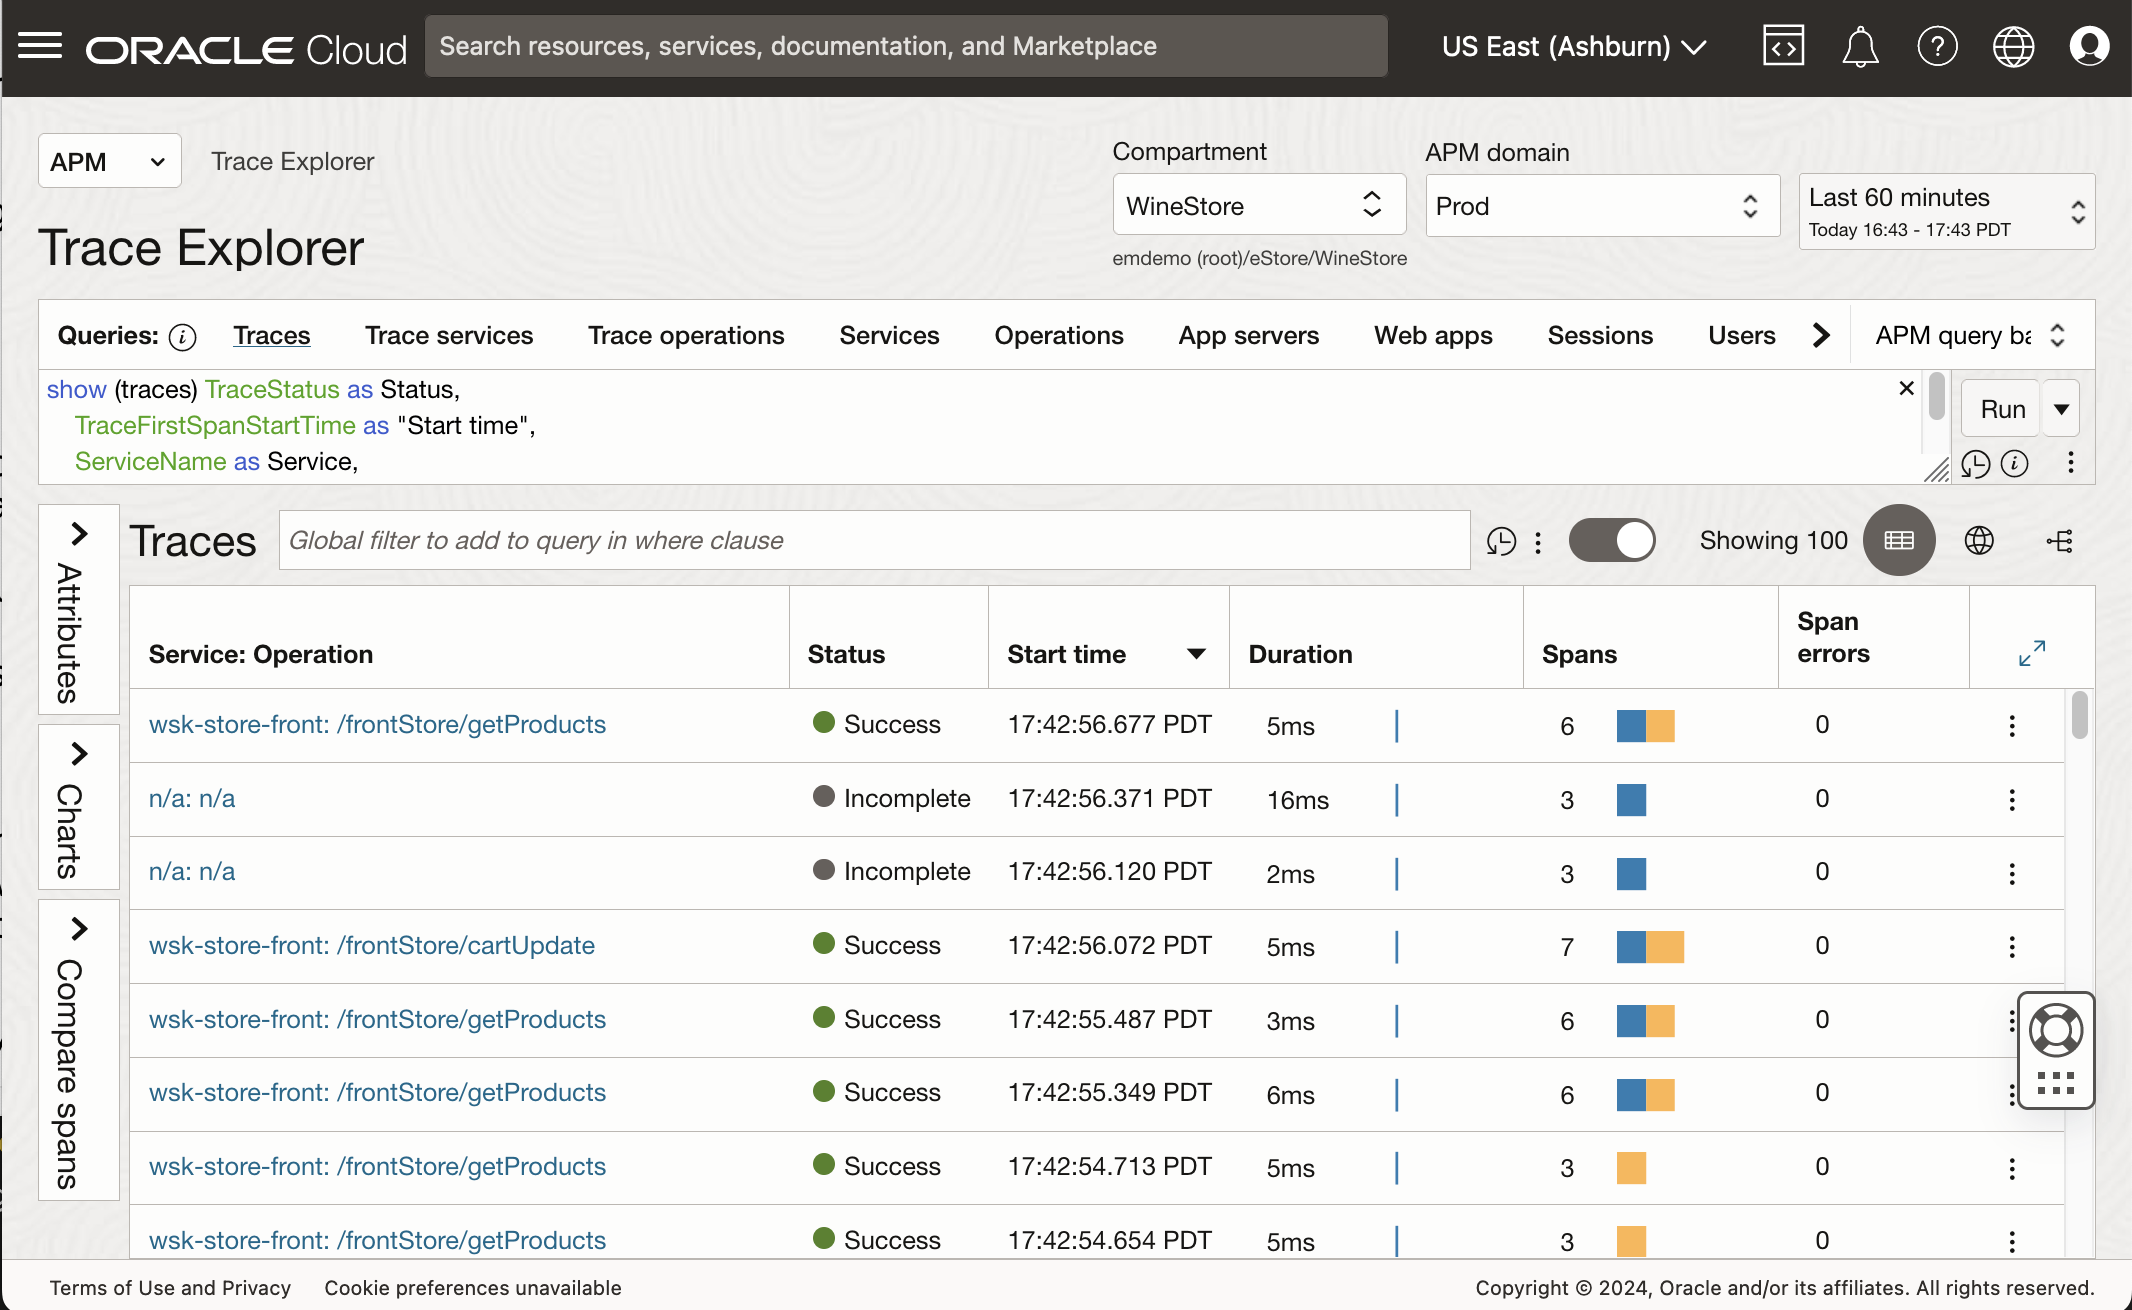 ORACLE Cloud
Search resources, services, documentation, and Marketplace
US East (Ashburn)
APM
Trace Explorer
Compartment
APM domain
WineStore
Prod
Last 60 minutes
Today 16:43 - 17:43 PDT
emdemo (root)/eStore/WineStore
Trace Explorer
Queries: Traces Trace services Trace operations Services Operations App servers Web apps Sessions Users APM query ba
show (traces) TraceStatus as Status,
TraceFirstSpanStartTime as "Start time",
ServiceName as Service,
Run
Attributes
Charts
Compare spans
Traces
Global filter to add to query in where clause
Showing 100
Service: Operation Status Start time Duration Spans Span errors
wsk-store-front: /frontStore/getProducts Success 17:42:56.677 PDT 5ms 6 0
n/a: n/a Incomplete 17:42:56.371 PDT 16ms 3 0
n/a: n/a Incomplete 17:42:56.120 PDT 2ms 3 0
wsk-store-front: /frontStore/cartUpdate Success 17:42:56.072 PDT 5ms 7 0
wsk-store-front: /frontStore/getProducts Success 17:42:55.487 PDT 3ms 6 0
wsk-store-front: /frontStore/getProducts Success 17:42:55.349 PDT 6ms 6 0
wsk-store-front: /frontStore/getProducts Success 17:42:54.713 PDT 5ms 3 0
wsk-store-front: /frontStore/getProducts Success 17:42:54.654 PDT 5ms 3 0
Terms of Use and Privacy Cookie preferences unavailable
Copyright © 2024, Oracle and/or its affiliates. All rights reserved.